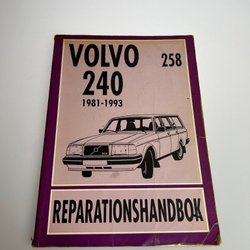 VOLVO 258
240
1981-1993
REPARATIONSHANDBOK